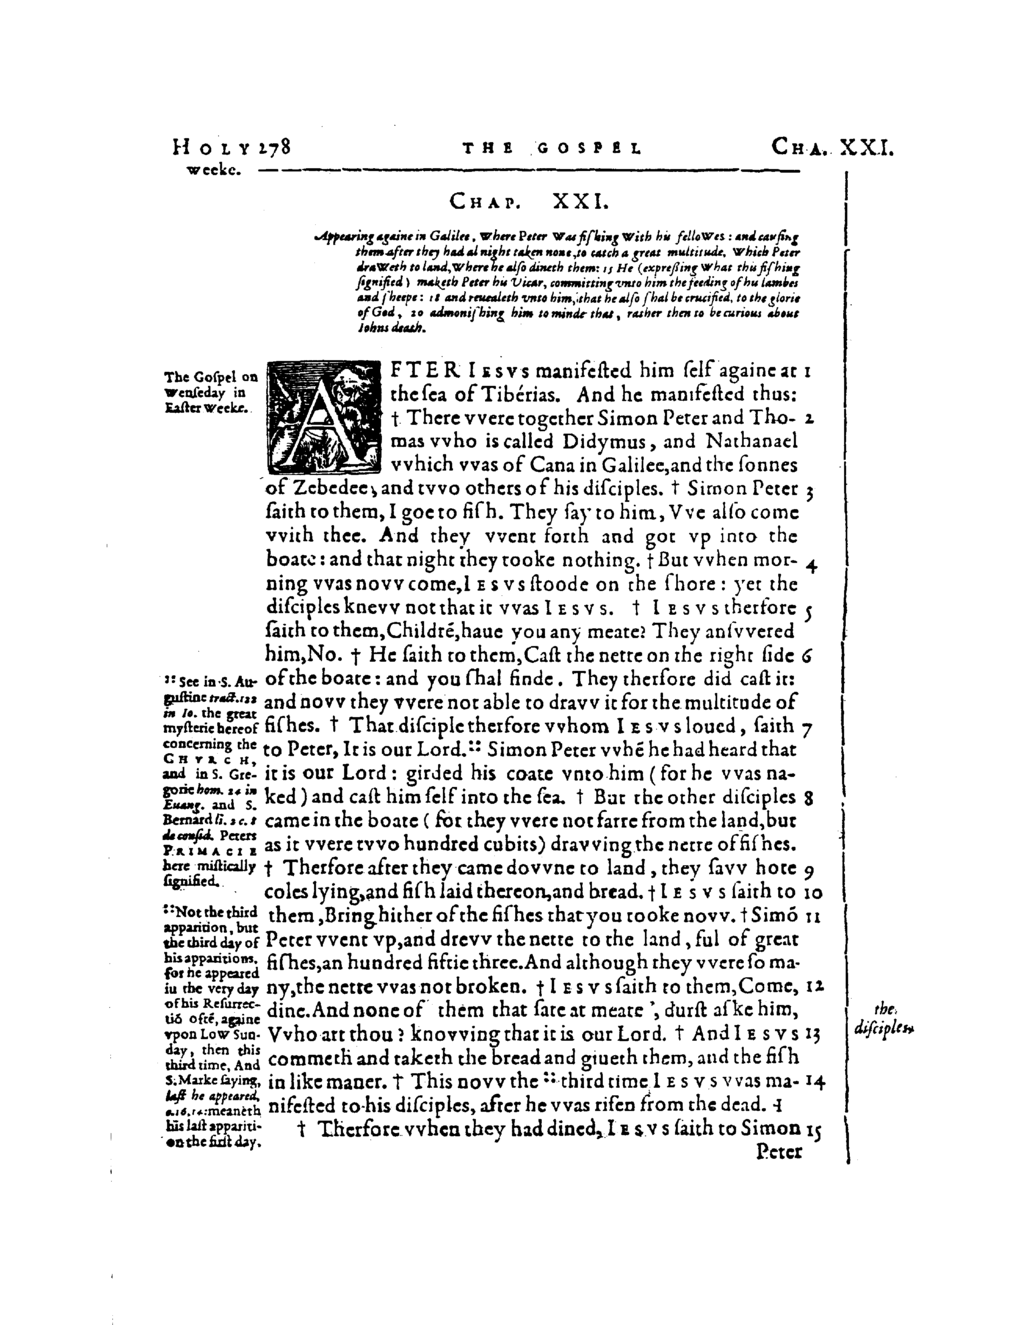 HOLY 278 THE GOSPEL CHA. XXI.
weeke.
CHAP. XXI.
Appearing againe in Galilee, where Peter was fiſhing with his fellowes: and cauſing
them after they had al night taken none, to catch a great multitude, which Peter
draweth to land, where he alſo dineth them: 15 He (expreſſing what this fiſhing
ſignified) maketh Peter his Vicar, committing vnto him the feeding of his lambes
and ſheepe: 18 and reuealeth vnto him, that he alſo ſhal be crucified, to the glorie
of God, 20 admoniſhing him to minde that, rather then to be curious about
Iohns death.
The Goſpel on
Wenſeday in
Eaſter weeke.
AFTER IESVS manifeſted him ſelf againe at 1
the ſea of Tibérias. And he manifeſted thus:
† There vvere together Simon Peter and Tho- 2
mas vvho is called Didymus, and Nathanael
vvhich vvas of Cana in Galilee, and the ſonnes
of Zebedee, and tvvo others of his diſciples. † Simon Peter 3
ſaith to them, I goe to fiſh. They ſay to him, Vve alſo come
vvith thee. And they vvent forth and got vp into the
boate: and that night they tooke nothing. † But vvhen mor- 4
ning vvas novv come, IESVS ſtoode on the ſhore: yet the
diſciples knevv not that it vvas IESVS. † IESVS therfore 5
ſaith to them, Childrē, haue you any meate? They anſvvered
him, No. † He ſaith to them, Caſt the nette on the right ſide 6
of the boate: and you ſhal finde. They therfore did caſt it:
and novv they vvere not able to dravv it for the multitude of
fiſhes. † That diſciple therfore vvhom IESVS loued, ſaith 7
to Peter, It is our Lord. :: Simon Peter vvhē he had heard that
it is our Lord: girded his coate vnto him (for he vvas na-
ked) and caſt him ſelf into the ſea. † But the other diſciples 8
came in the boate (for they vvere not farre from the land, but
as it vvere tvvo hundred cubits) dravving the nette of fiſhes.
† Therfore after they came dovvne to land, they ſavv hote 9
coles lying, and fiſh laid thereon, and bread. † IESVS ſaith to 10
them, Bring hither of the fiſhes that you tooke novv. † Simō 11
Peter vvent vp, and drevv the nette to the land, ful of great
fiſhes, an hundred fiftie three. And although they vvere ſo ma-
ny, the nette vvas not broken. † IESVS ſaith to them, Come, 12
dine. And none of them that ſate at meate ', durſt aſke him,
Vvho art thou? knovving that it is our Lord. † And IESVS 13
commeth and taketh the bread and giueth them, and the fiſh
in like maner. † This novv the :: third time IESVS vvas ma- 14
nifeſted to his diſciples, after he vvas riſen from the dead. ⊣
† Therfore vvhen they had dined, IESVS ſaith to Simon 15
Peter
:: See in S. Au-
guſtine tract. 122
in Io. the great
myſterie hereof
concerning the
CHVRCH,
and in S. Gre-
gorie hom. 24 in
Euang. and S.
Bernard li. 2 c. 8
de conſid. Peters
PRIMACIE
here miſtically
ſignified.
:: Not the third
apparition, but
the third day of
his apparitions.
for he appeared
in the very day
of his Reſurrec-
tiō oftē, againe
vpon Low Sun-
day, then this
third time. And
S. Marke ſaying,
laſt he appeared,
c. 16, 14: meaneth
his laſt appariti-
on the firſt day.
the
diſciples